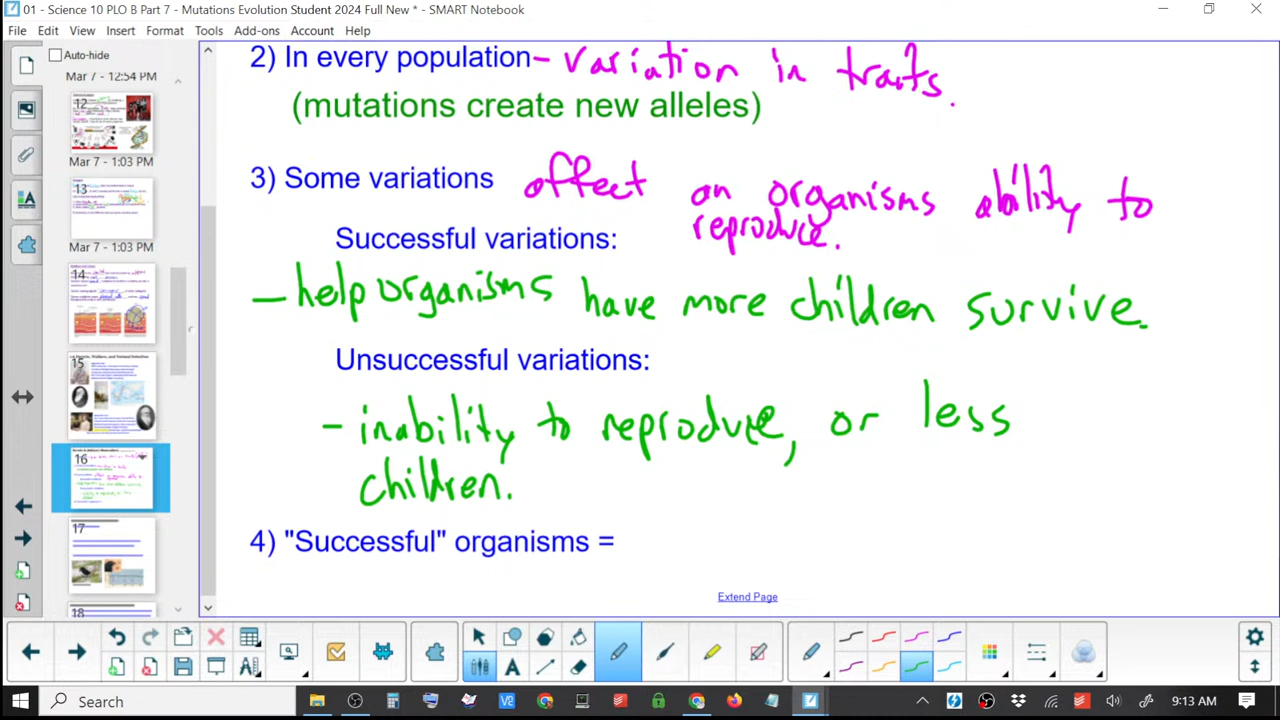 01 - Science 10 PLO B Part 7 - Mutations Evolution Student 2024 Full New * - SMART Notebook
File Edit View Insert Format Tools Add-ons Account Help
Auto-hide
Mar 7 - 12:54 PM
12
Mar 7 - 1:03 PM
13
Mar 7 - 1:03 PM
14
15
16
17
18
2) In every population - variation in traits.
(mutations create new alleles)
3) Some variations affect an organisms ability to
reproduce.
Successful variations:
- help organisms have more children survive.
Unsuccessful variations:
- inability to reproduce, or less
children.
4) "Successful" organisms =
Extend Page
Search
9:13 AM